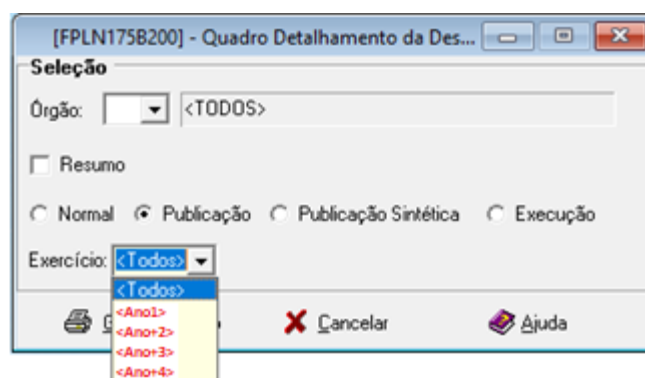 [FPLN175B200] - Quadro Detalhamento da Des...
Seleção
Órgão: <TODOS>
Resumo
Normal Publicação Publicação Sintética Execução
Exercício: <Todos>
<Todos>
<Ano1>
<Ano+2>
<Ano+3>
<Ano+4>
Cancelar Ajuda